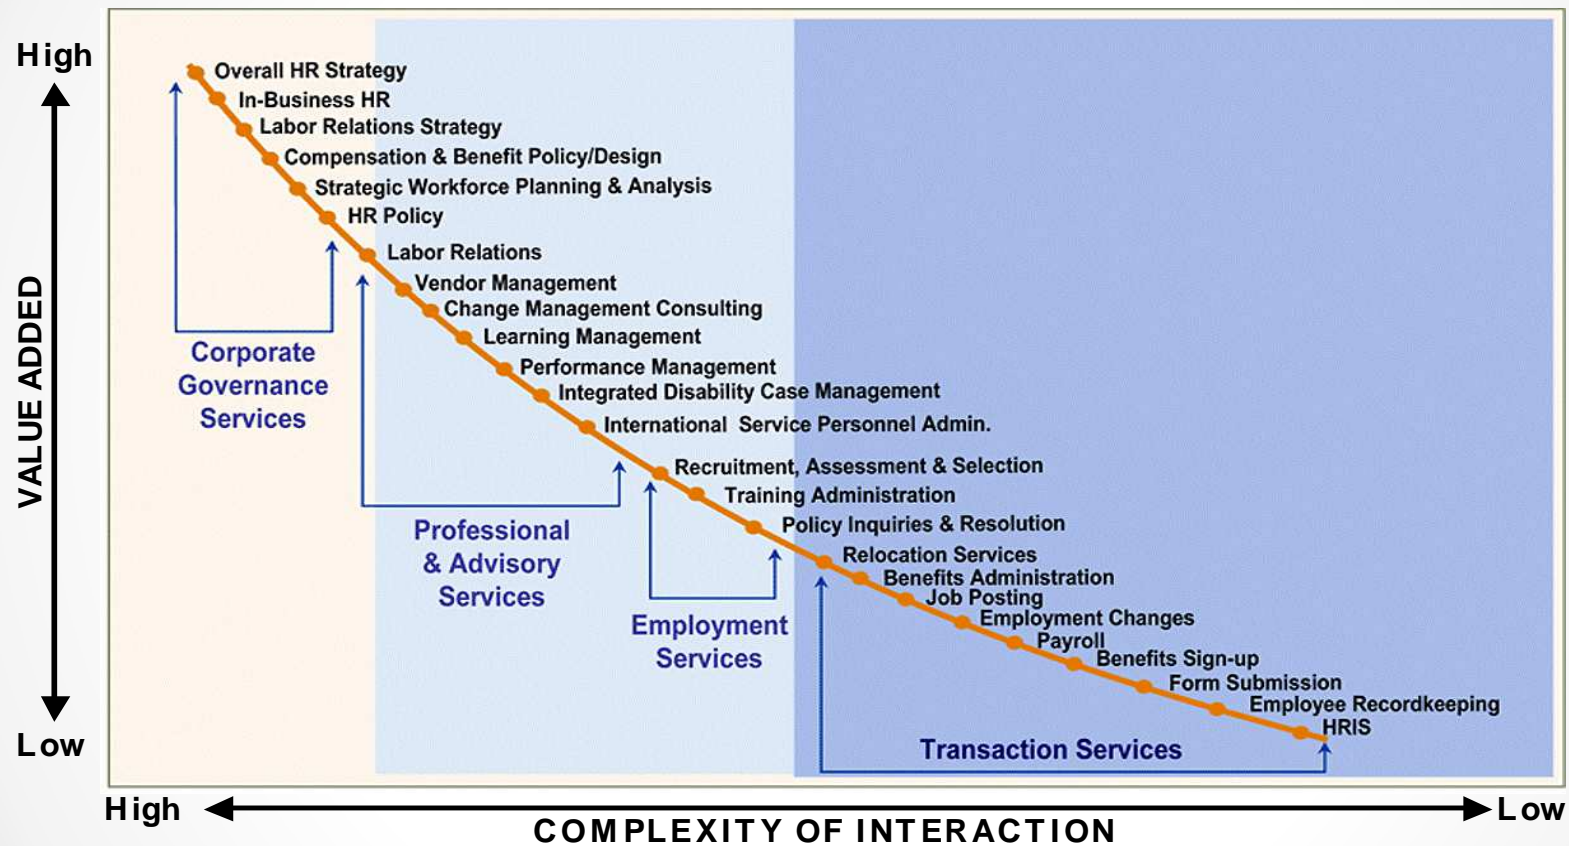 High
Overall HR Strategy
In-Business HR
Labor Relations Strategy
Compensation & Benefit Policy/Design
Strategic Workforce Planning & Analysis
HR Policy
Labor Relations
Vendor Management
Change Management Consulting
Learning Management
Performance Management
Integrated Disability Case Management
International Service Personnel Admin.
Recruitment, Assessment & Selection
Training Administration
Policy Inquiries & Resolution
Relocation Services
Benefits Administration
Job Posting
Employment Changes
Payroll
Benefits Sign-up
Form Submission
Employee Recordkeeping
HRIS
Corporate
Governance
Services
Professional
& Advisory
Services
Employment
Services
Transaction Services
VALUE ADDED
Low
High
Low
COMPLEXITY OF INTERACTION